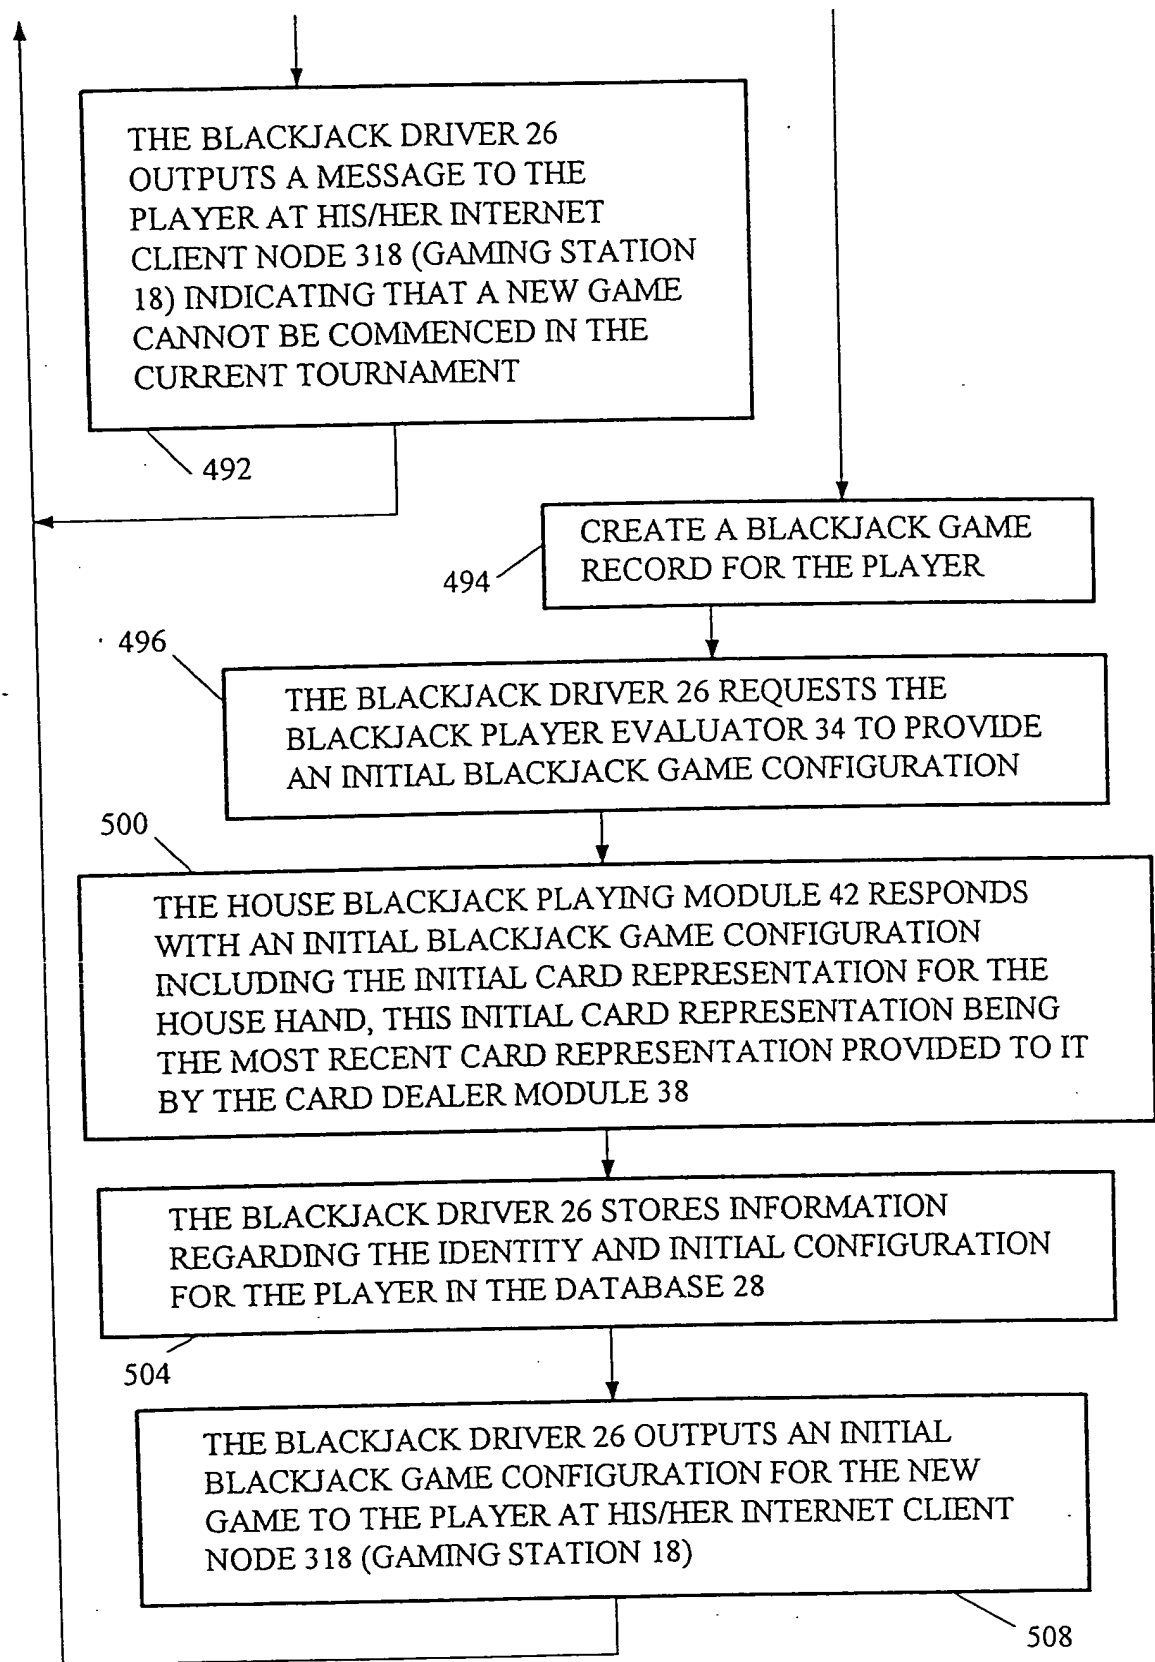 THE BLACKJACK DRIVER 26
OUTPUTS A MESSAGE TO THE
PLAYER AT HIS/HER INTERNET
CLIENT NODE 318 (GAMING STATION
18) INDICATING THAT A NEW GAME
CANNOT BE COMMENCED IN THE
CURRENT TOURNAMENT
492
CREATE A BLACKJACK GAME
RECORD FOR THE PLAYER
494
496
THE BLACKJACK DRIVER 26 REQUESTS THE
BLACKJACK PLAYER EVALUATOR 34 TO PROVIDE
AN INITIAL BLACKJACK GAME CONFIGURATION
500
THE HOUSE BLACKJACK PLAYING MODULE 42 RESPONDS
WITH AN INITIAL BLACKJACK GAME CONFIGURATION
INCLUDING THE INITIAL CARD REPRESENTATION FOR THE
HOUSE HAND, THIS INITIAL CARD REPRESENTATION BEING
THE MOST RECENT CARD REPRESENTATION PROVIDED TO IT
BY THE CARD DEALER MODULE 38
THE BLACKJACK DRIVER 26 STORES INFORMATION
REGARDING THE IDENTITY AND INITIAL CONFIGURATION
FOR THE PLAYER IN THE DATABASE 28
504
THE BLACKJACK DRIVER 26 OUTPUTS AN INITIAL
BLACKJACK GAME CONFIGURATION FOR THE NEW
GAME TO THE PLAYER AT HIS/HER INTERNET CLIENT
NODE 318 (GAMING STATION 18)
508